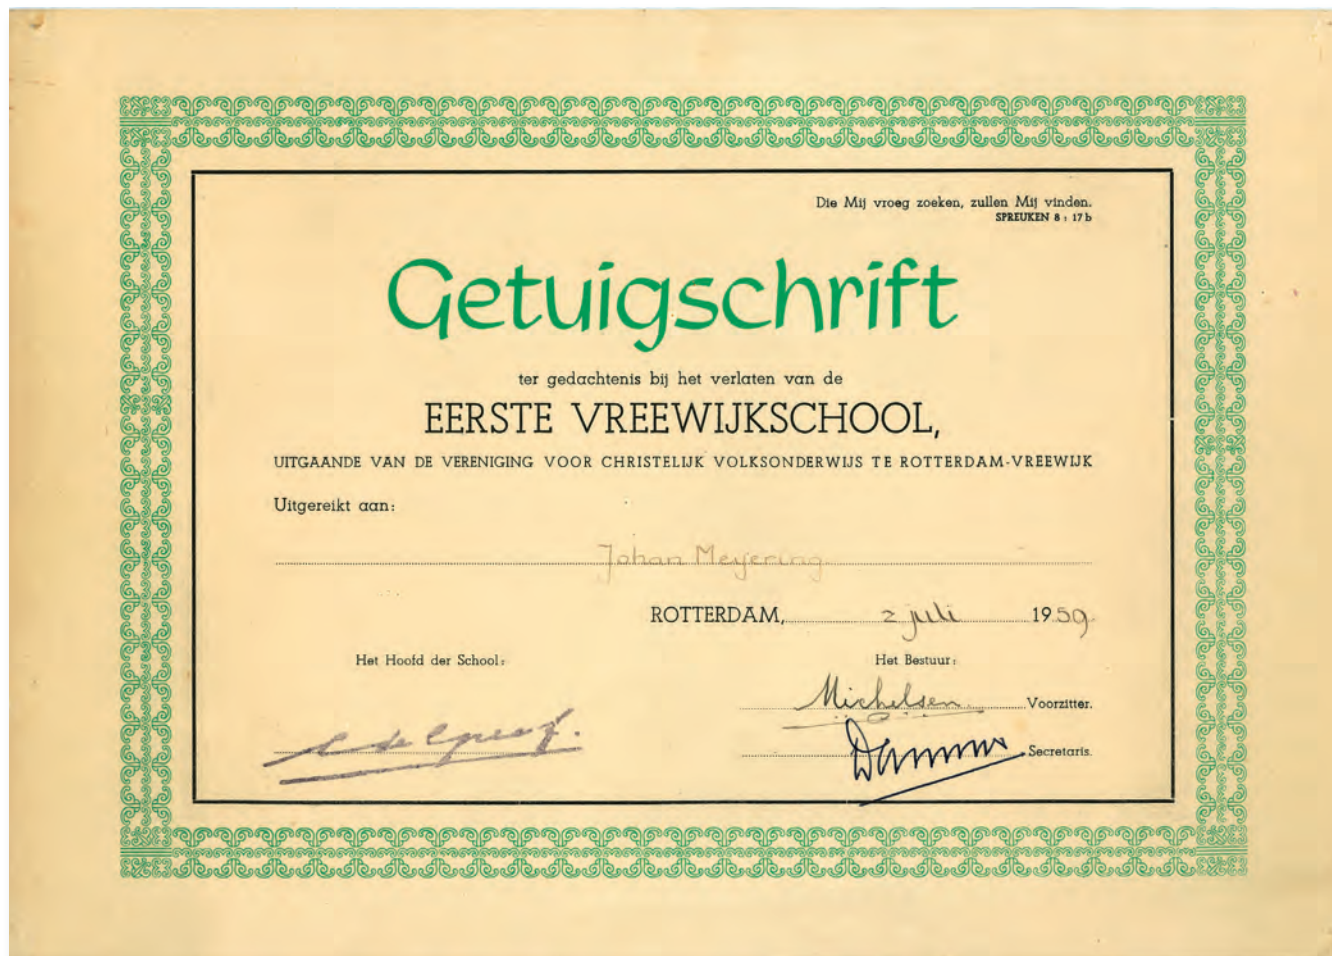 Die Mij vroeg zoeken, zullen Mij vinden.
SPREUKEN 8 : 17 b
Getuigschrift
ter gedachtenis bij het verlaten van de
EERSTE VREEWIJKSCHOOL,
UITGAANDE VAN DE VERENIGING VOOR CHRISTELIJK VOLKSONDERWIJS TE ROTTERDAM-VREEWIJK
Uitgereikt aan:
Johan Meyering
ROTTERDAM, 2 juli 1959
Het Hoofd der School:
Het Bestuur:
Michelsen Voorzitter.
Secretaris.